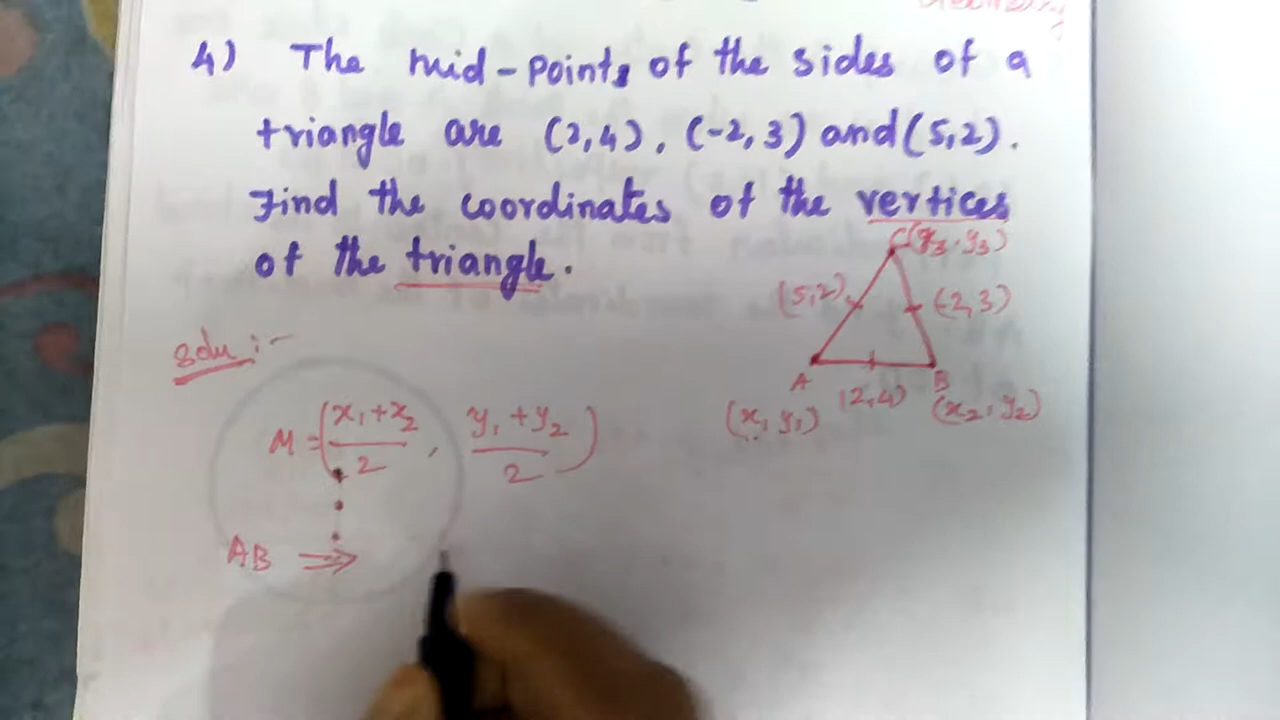 4) The mid-points of the sides of a
triangle are (2,4), (-2,3) and (5,2).
Find the coordinates of the vertices
of the triangle.
C(x3, y3)
(5,2)
(-2,3)
A
B
(2,4)
(x1 y1)
(x2, y2)
Solu :-
M = (x1+x2/2, y1+y2/2)
AB ⇒